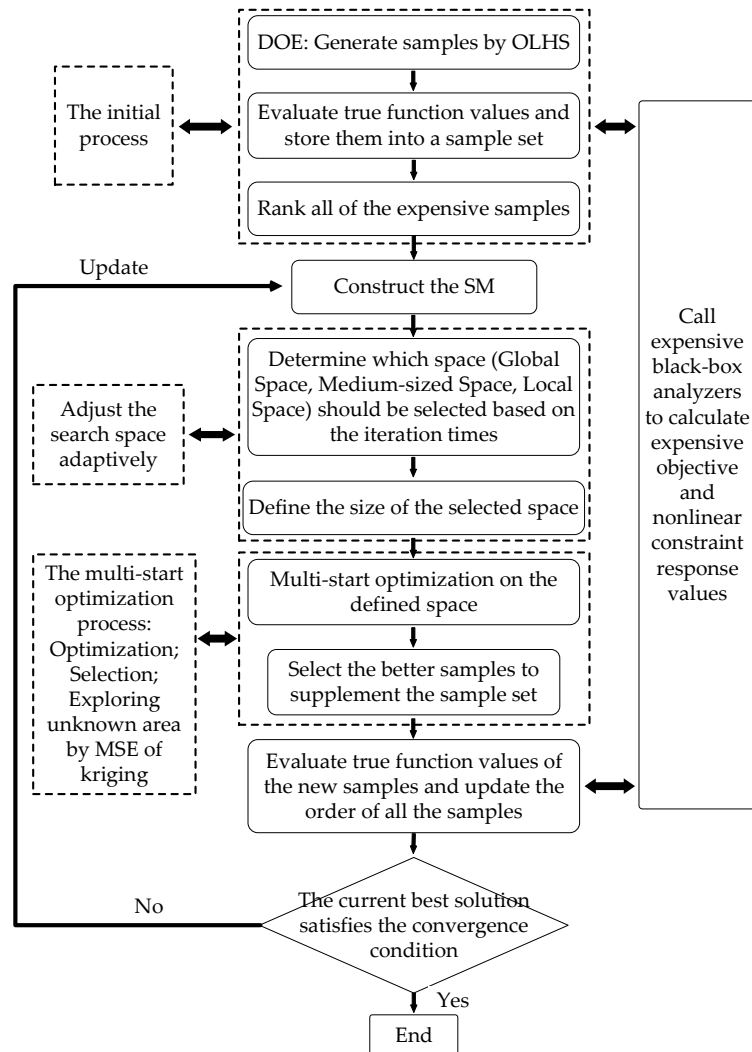 DOE: Generate samples by OLHS
The initial
process
Evaluate true function values and
store them into a sample set
Rank all of the expensive samples
Update
Construct the SM
Determine which space (Global
Space, Medium-sized Space, Local
Space) should be selected based on
the iteration times
Adjust the
search space
adaptively
Define the size of the selected space
Call
expensive
black-box
analyzers
to calculate
expensive
objective
and
nonlinear
constraint
response
values
The multi-start
optimization
process:
Optimization;
Selection;
Exploring
unknown area
by MSE of
kriging
Multi-start optimization on the
defined space
Select the better samples to
supplement the sample set
Evaluate true function values of
the new samples and update the
order of all the samples
The current best solution
satisfies the convergence
condition
No
Yes
End